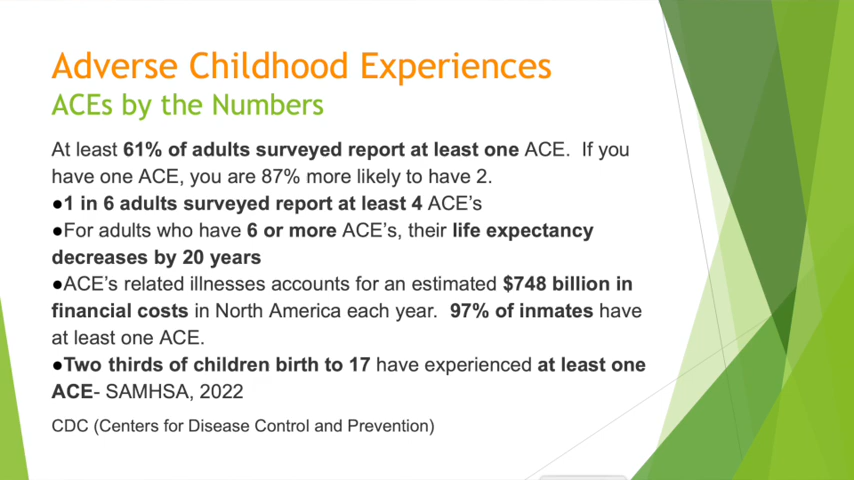 Adverse Childhood Experiences
ACEs by the Numbers
At least 61% of adults surveyed report at least one ACE.  If you
have one ACE, you are 87% more likely to have 2.
●1 in 6 adults surveyed report at least 4 ACE's
●For adults who have 6 or more ACE's, their life expectancy
decreases by 20 years
●ACE's related illnesses accounts for an estimated $748 billion in
financial costs in North America each year.  97% of inmates have
at least one ACE.
●Two thirds of children birth to 17 have experienced at least one
ACE- SAMHSA, 2022
CDC (Centers for Disease Control and Prevention)